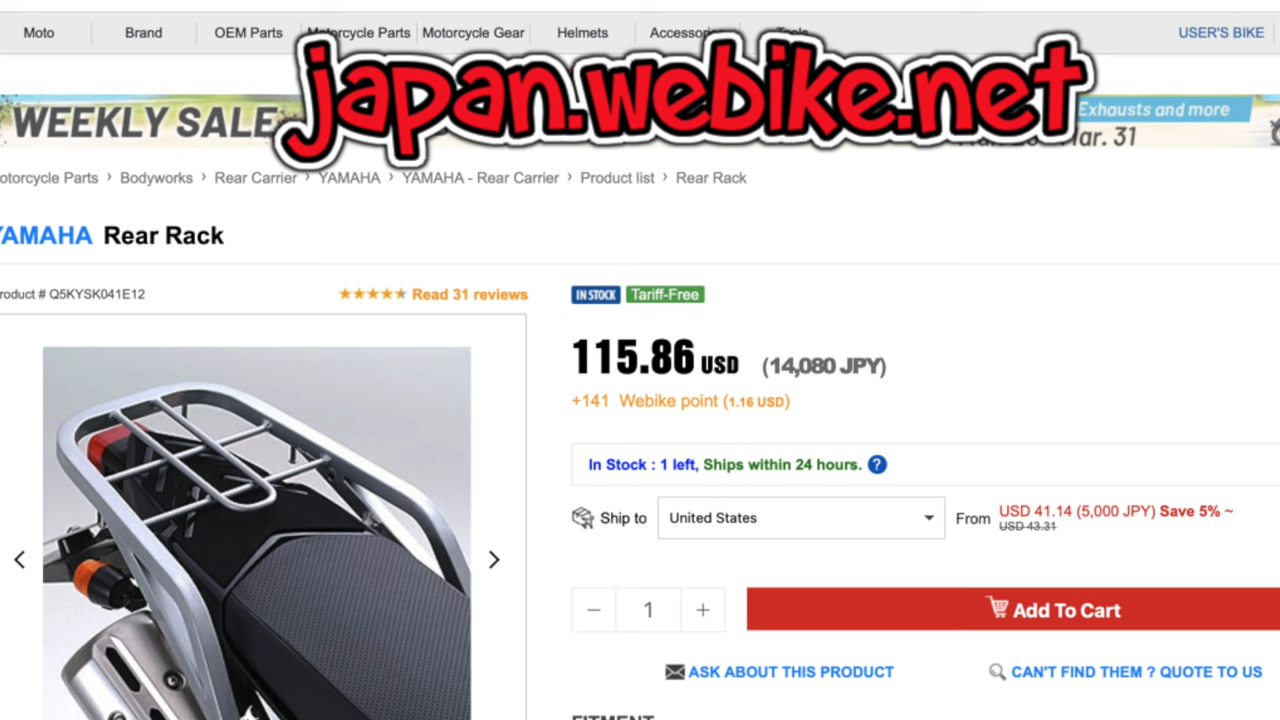 Moto Brand OEM Parts Motorcycle Parts Motorcycle Gear Helmets Accessories Tools USER'S BIKE
japan.webike.net
WEEKLY SALE Exhausts and more
Mar. 31
otorcycle Parts › Bodyworks › Rear Carrier › YAMAHA › YAMAHA - Rear Carrier › Product list › Rear Rack
YAMAHA Rear Rack
roduct # Q5KYSK041E12 Read 31 reviews IN STOCK Tariff-Free
115.86 USD (14,080 JPY)
+141 Webike point (1.16 USD)
In Stock : 1 left, Ships within 24 hours. ?
Ship to United States From USD 41.14 (5,000 JPY) Save 5% ~
USD 43.31
− 1 + Add To Cart
ASK ABOUT THIS PRODUCT CAN'T FIND THEM ? QUOTE TO US
FITMENT